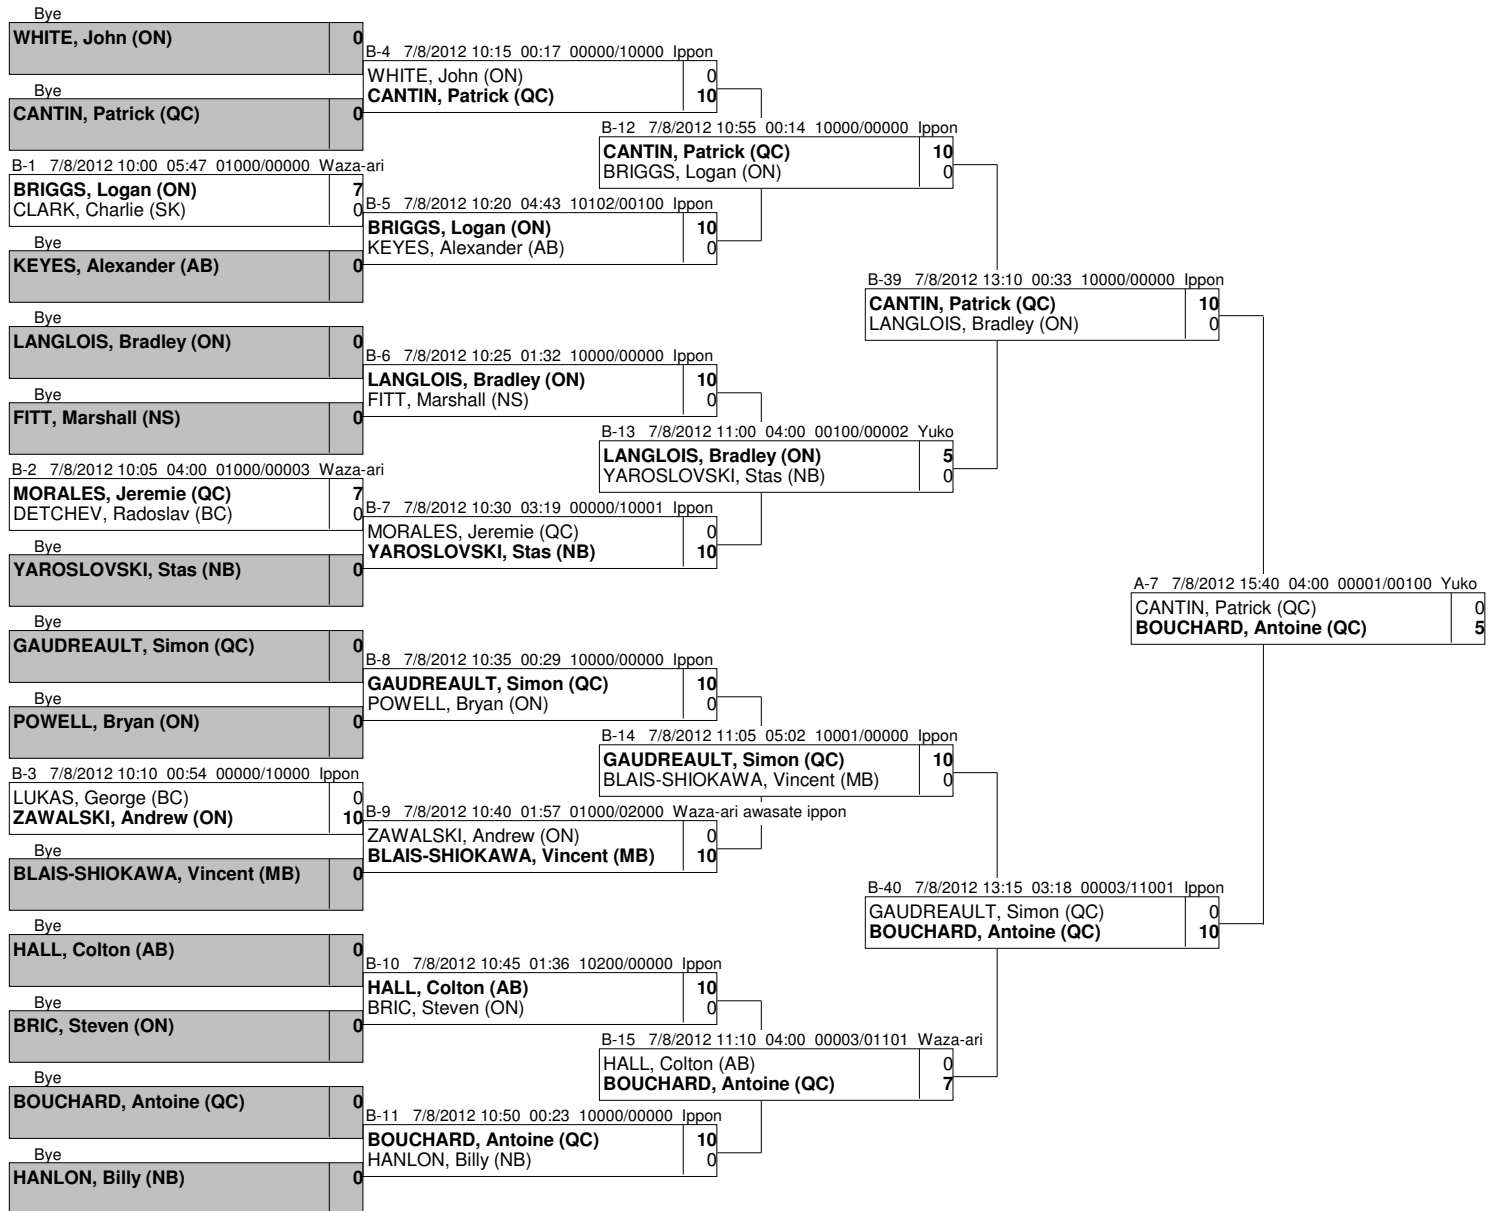 Bye
WHITE, John (ON) 0
Bye
CANTIN, Patrick (QC) 0
B-1 7/8/2012 10:00 05:47 01000/00000 Waza-ari
BRIGGS, Logan (ON) 7
CLARK, Charlie (SK) 0
Bye
KEYES, Alexander (AB) 0
Bye
LANGLOIS, Bradley (ON) 0
Bye
FITT, Marshall (NS) 0
B-2 7/8/2012 10:05 04:00 01000/00003 Waza-ari
MORALES, Jeremie (QC) 7
DETCHEV, Radoslav (BC) 0
Bye
YAROSLOVSKI, Stas (NB) 0
Bye
GAUDREAULT, Simon (QC) 0
Bye
POWELL, Bryan (ON) 0
B-3 7/8/2012 10:10 00:54 00000/10000 Ippon
LUKAS, George (BC) 0
ZAWALSKI, Andrew (ON) 10
Bye
BLAIS-SHIOKAWA, Vincent (MB) 0
Bye
HALL, Colton (AB) 0
Bye
BRIC, Steven (ON) 0
Bye
BOUCHARD, Antoine (QC) 0
Bye
HANLON, Billy (NB) 0
B-4 7/8/2012 10:15 00:17 00000/10000 Ippon
WHITE, John (ON) 0
CANTIN, Patrick (QC) 10
B-5 7/8/2012 10:20 04:43 10102/00100 Ippon
BRIGGS, Logan (ON) 10
KEYES, Alexander (AB) 0
B-6 7/8/2012 10:25 01:32 10000/00000 Ippon
LANGLOIS, Bradley (ON) 10
FITT, Marshall (NS) 0
B-7 7/8/2012 10:30 03:19 00000/10001 Ippon
MORALES, Jeremie (QC) 0
YAROSLOVSKI, Stas (NB) 10
B-8 7/8/2012 10:35 00:29 10000/00000 Ippon
GAUDREAULT, Simon (QC) 10
POWELL, Bryan (ON) 0
B-9 7/8/2012 10:40 01:57 01000/02000 Waza-ari awasate ippon
ZAWALSKI, Andrew (ON) 0
BLAIS-SHIOKAWA, Vincent (MB) 10
B-10 7/8/2012 10:45 01:36 10200/00000 Ippon
HALL, Colton (AB) 10
BRIC, Steven (ON) 0
B-11 7/8/2012 10:50 00:23 10000/00000 Ippon
BOUCHARD, Antoine (QC) 10
HANLON, Billy (NB) 0
B-12 7/8/2012 10:55 00:14 10000/00000 Ippon
CANTIN, Patrick (QC) 10
BRIGGS, Logan (ON) 0
B-13 7/8/2012 11:00 04:00 00100/00002 Yuko
LANGLOIS, Bradley (ON) 5
YAROSLOVSKI, Stas (NB) 0
B-14 7/8/2012 11:05 05:02 10001/00000 Ippon
GAUDREAULT, Simon (QC) 10
BLAIS-SHIOKAWA, Vincent (MB) 0
B-15 7/8/2012 11:10 04:00 00003/01101 Waza-ari
HALL, Colton (AB) 0
BOUCHARD, Antoine (QC) 7
B-39 7/8/2012 13:10 00:33 10000/00000 Ippon
CANTIN, Patrick (QC) 10
LANGLOIS, Bradley (ON) 0
B-40 7/8/2012 13:15 03:18 00003/11001 Ippon
GAUDREAULT, Simon (QC) 0
BOUCHARD, Antoine (QC) 10
A-7 7/8/2012 15:40 04:00 00001/00100 Yuko
CANTIN, Patrick (QC) 0
BOUCHARD, Antoine (QC) 5